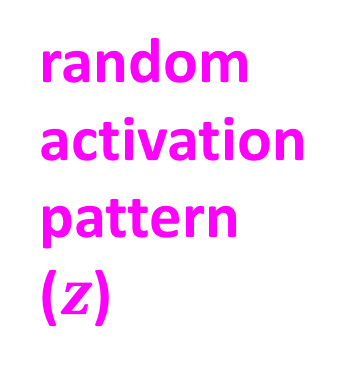 random
activation
pattern
(z)